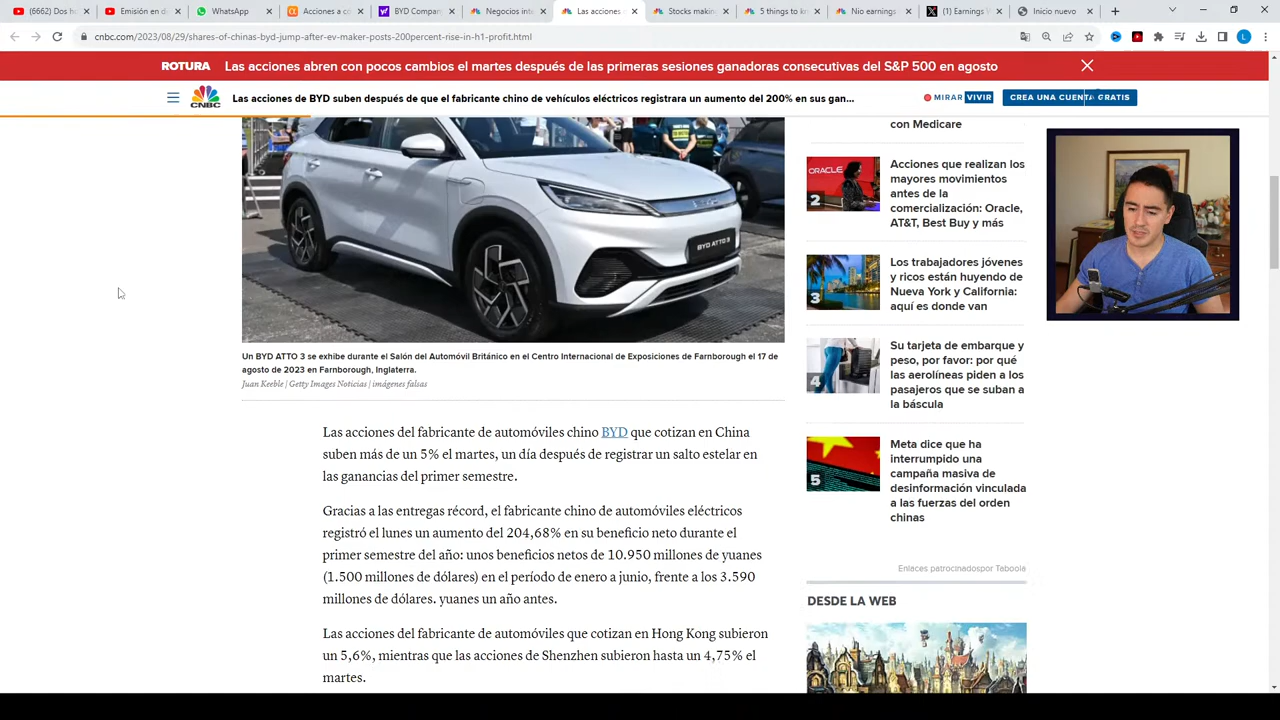 (6662) Dos ho
Emisión en d
WhatsApp
Acciones a co
BYD Compan
Negocios inte
Las acciones
Stocks makin
5 things to kn
Nio earnings
(1) Earnings W
Inicio nuevo
cnbc.com/2023/08/29/shares-of-chinas-byd-jump-after-ev-maker-posts-200percent-rise-in-h1-profit.html
L
ROTURA
Las acciones abren con pocos cambios el martes después de las primeras sesiones ganadoras consecutivas del S&P 500 en agosto
CNBC
Las acciones de BYD suben después de que el fabricante chino de vehículos eléctricos registrara un aumento del 200% en sus gan...
MIRAR VIVIR
CREA UNA CUENTA GRATIS
BYD ATTO 3
Un BYD ATTO 3 se exhibe durante el Salón del Automóvil Británico en el Centro Internacional de Exposiciones de Farnborough el 17 de
agosto de 2023 en Farnborough, Inglaterra.
Juan Keeble | Getty Images Noticias | imágenes falsas
Las acciones del fabricante de automóviles chino BYD que cotizan en China
suben más de un 5% el martes, un día después de registrar un salto estelar en
las ganancias del primer semestre.
Gracias a las entregas récord, el fabricante chino de automóviles eléctricos
registró el lunes un aumento del 204,68% en su beneficio neto durante el
primer semestre del año: unos beneficios netos de 10.950 millones de yuanes
(1.500 millones de dólares) en el período de enero a junio, frente a los 3.590
millones de dólares. yuanes un año antes.
Las acciones del fabricante de automóviles que cotizan en Hong Kong subieron
un 5,6%, mientras que las acciones de Shenzhen subieron hasta un 4,75% el
martes.
con Medicare
ORACLE
2
Acciones que realizan los
mayores movimientos
antes de la
comercialización: Oracle,
AT&T, Best Buy y más
3
Los trabajadores jóvenes
y ricos están huyendo de
Nueva York y California:
aquí es donde van
4
Su tarjeta de embarque y
peso, por favor: por qué
las aerolíneas piden a los
pasajeros que se suban a
la báscula
5
Meta dice que ha
interrumpido una
campaña masiva de
desinformación vinculada
a las fuerzas del orden
chinas
Enlaces patrocinadospor Taboola
DESDE LA WEB